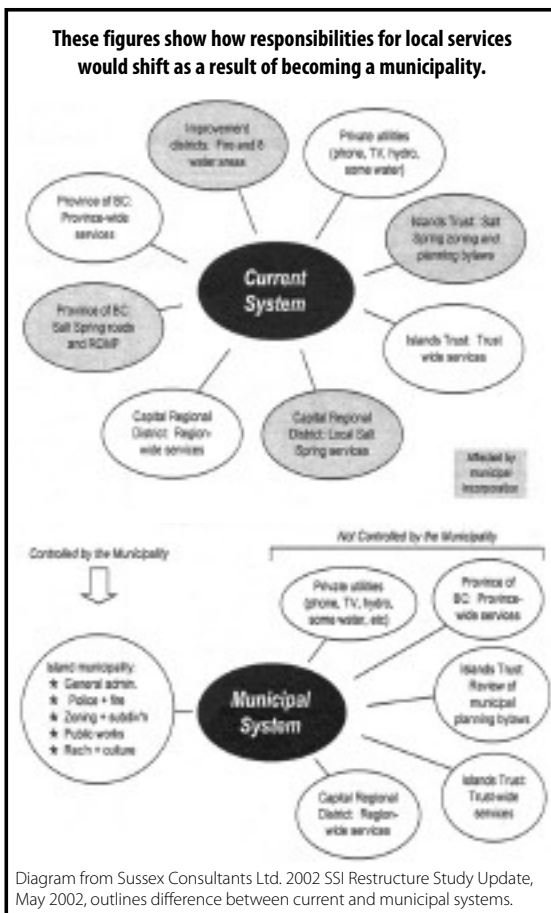 These figures show how responsibilities for local services
would shift as a result of becoming a municipality.
Improvement
districts: Fire and 6
water areas
Private utilities
(phone, TV, hydro,
some water)
Province of BC:
Province-wide
services
Islands Trust: Salt
Spring zoning and
planning bylaws
Current
System
Province of BC:
Salt Spring roads
and
Islands Trust: Trust
wide services
Capital Regional
District: Region-
wide services
Capital Regional
District: Local Salt
Spring services
Affected by
municipal
incorporation
Not Controlled by the Municipality
Controlled by the Municipality
Private utilities
(phone, TV, hydro,
some water, etc)
Province of
BC: Province-
wide services
Island municipality:
★ General admin.
★ Police + fire
★ Zoning + subdiv'n
★ Public works
★ Rec'n + culture
Municipal
System
Islands Trust:
Review of
municipal
planning bylaws
Capital Regional
District: Region-
wide services
Islands Trust:
Trust-wide
services
Diagram from Sussex Consultants Ltd. 2002 SSI Restructure Study Update,
May 2002, outlines difference between current and municipal systems.